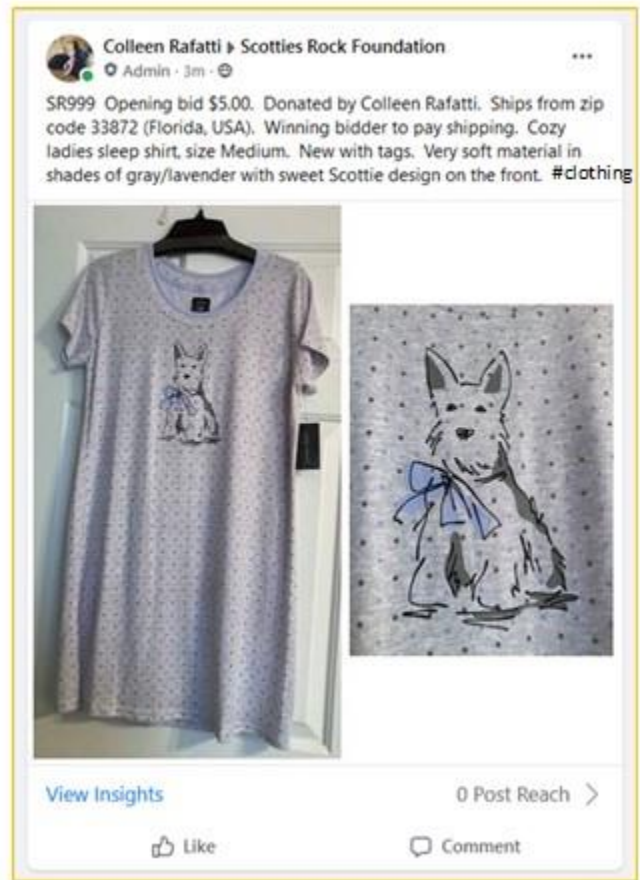 Colleen Rafatti ▸ Scotties Rock Foundation
Admin · 3m ·
SR999 Opening bid $5.00. Donated by Colleen Rafatti. Ships from zip
code 33872 (Florida, USA). Winning bidder to pay shipping. Cozy
ladies sleep shirt, size Medium. New with tags. Very soft material in
shades of gray/lavender with sweet Scottie design on the front. #clothing
View Insights
0 Post Reach
Like
Comment